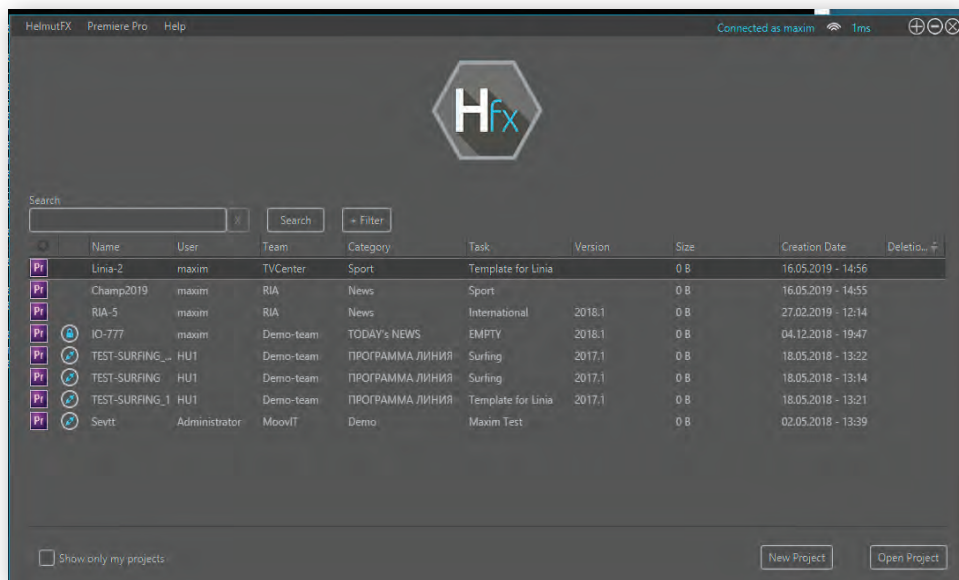 HelmutFX Premiere Pro Help Connected as maxim 1ms
Hfx
Search
X Search + Filter
Name User Team Category Task Version Size Creation Date Deletio...
Pr Linia-2 maxim TVCenter Sport Template for Linia 0 B 16.05.2019 - 14:56
Pr Champ2019 maxim RIA News Sport 0 B 16.05.2019 - 14:55
Pr RIA-5 maxim RIA News International 2018.1 0 B 27.02.2019 - 12:14
Pr IO-777 maxim Demo-team TODAY's NEWS EMPTY 2018.1 0 B 04.12.2018 - 19:47
Pr TEST-SURFING_... HU1 Demo-team ПРОГРАММА ЛИНИЯ Surfing 2017.1 0 B 18.05.2018 - 13:22
Pr TEST-SURFING HU1 Demo-team ПРОГРАММА ЛИНИЯ Surfing 2017.1 0 B 18.05.2018 - 13:14
Pr TEST-SURFING_1 HU1 Demo-team ПРОГРАММА ЛИНИЯ Template for Linia 2017.1 0 B 18.05.2018 - 13:21
Pr Sevtt Administrator MoovIT Demo Maxim Test 0 B 02.05.2018 - 13:39
Show only my projects New Project Open Project